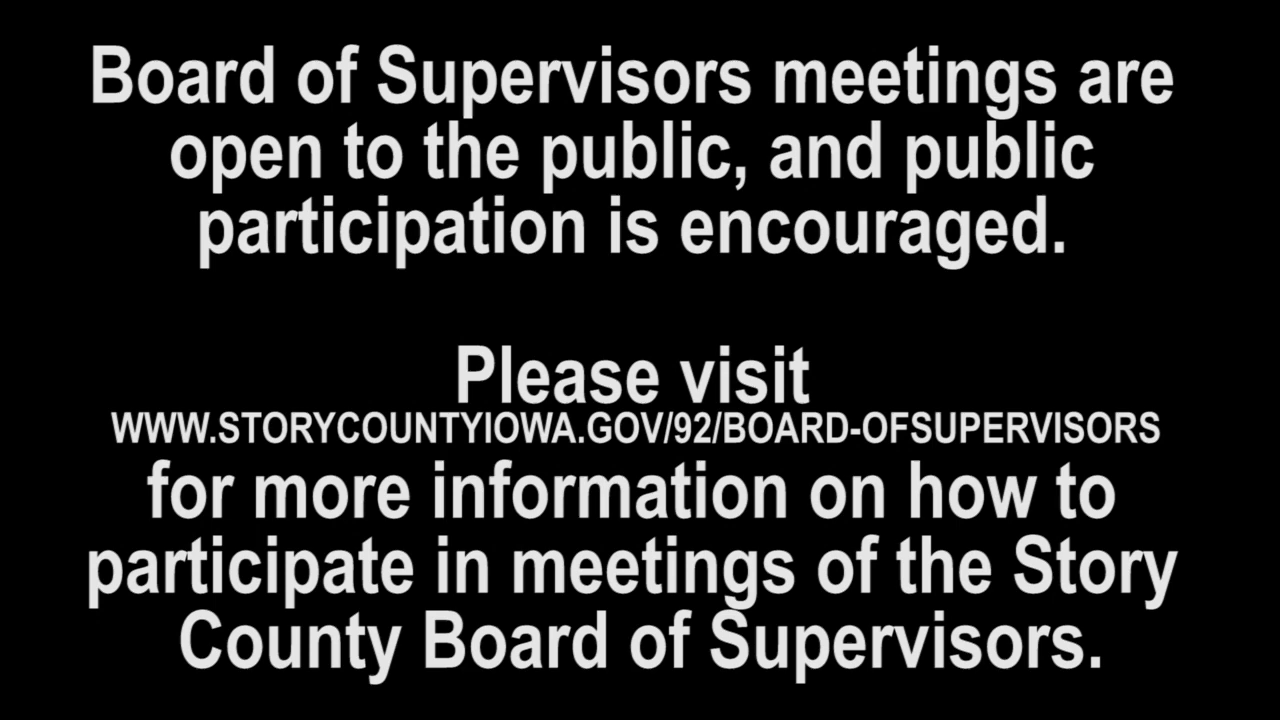 Board of Supervisors meetings are
open to the public, and public
participation is encouraged.
Please visit
WWW.STORYCOUNTYIOWA.GOV/92/BOARD-OFSUPERVISORS
for more information on how to
participate in meetings of the Story
County Board of Supervisors.